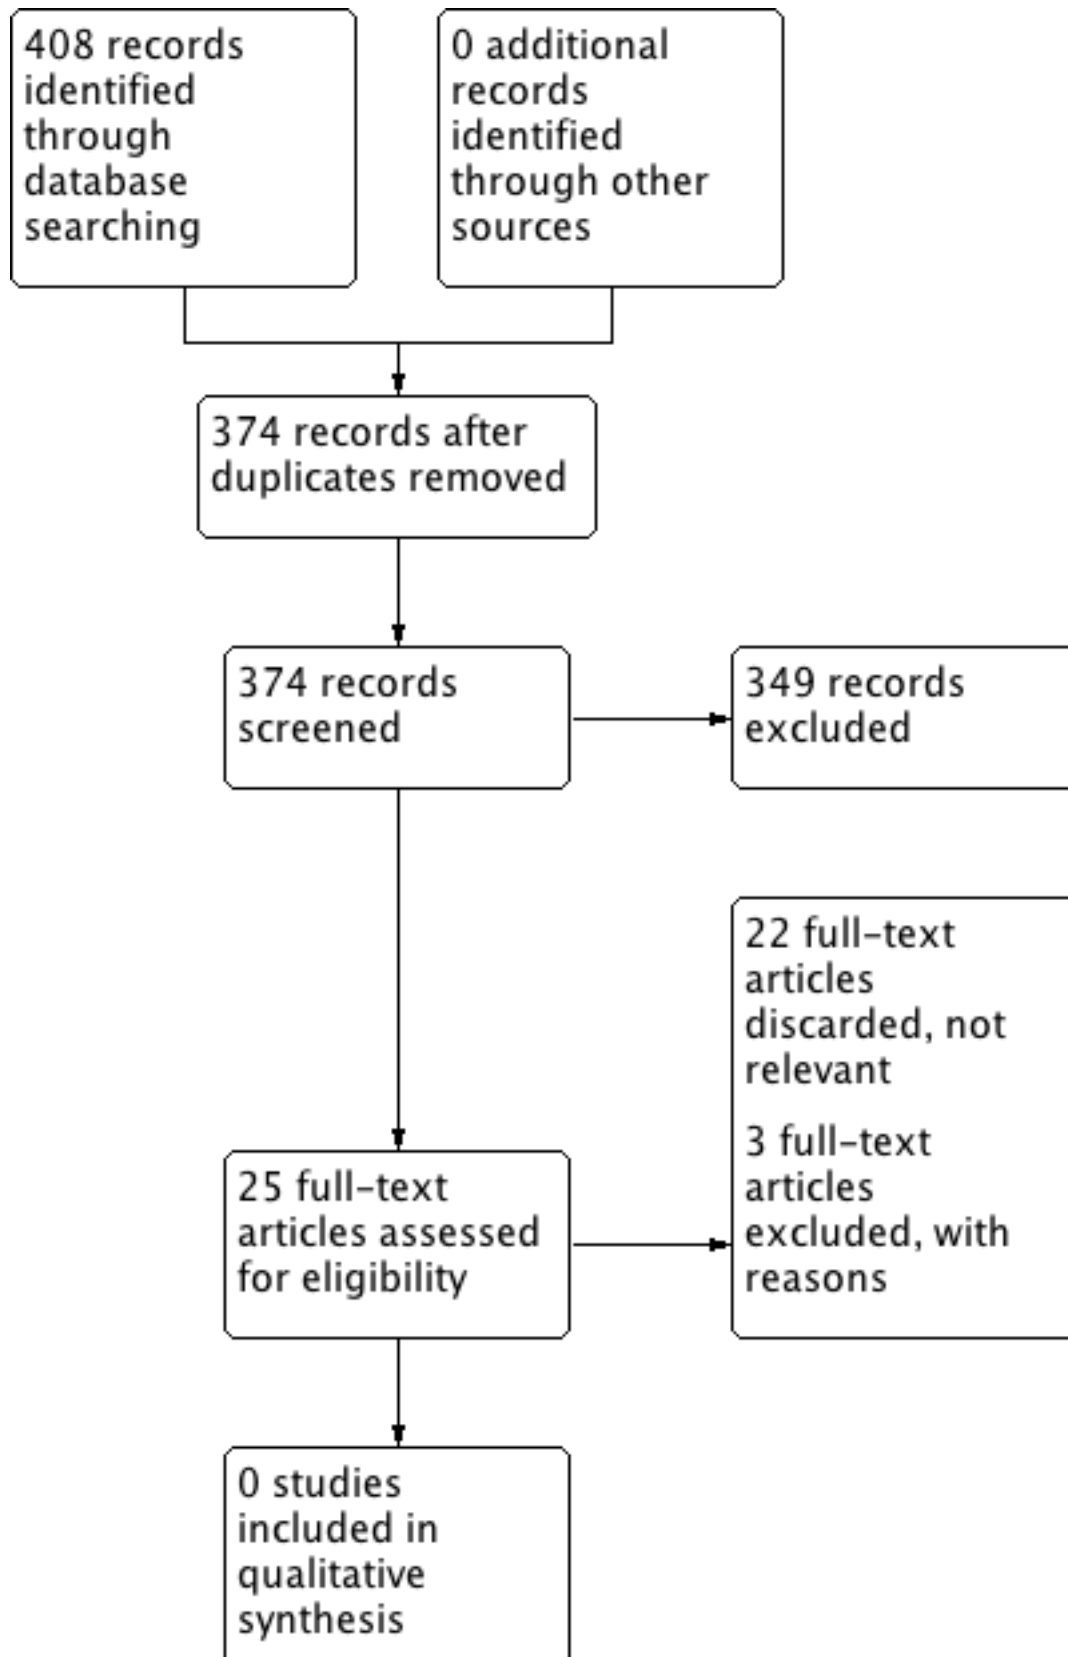 408 records
identified
through
database
searching
0 additional
records
identified
through other
sources
374 records after
duplicates removed
374 records
screened
349 records
excluded
22 full-text
articles
discarded, not
relevant
3 full-text
articles
excluded, with
reasons
25 full-text
articles assessed
for eligibility
0 studies
included in
qualitative
synthesis